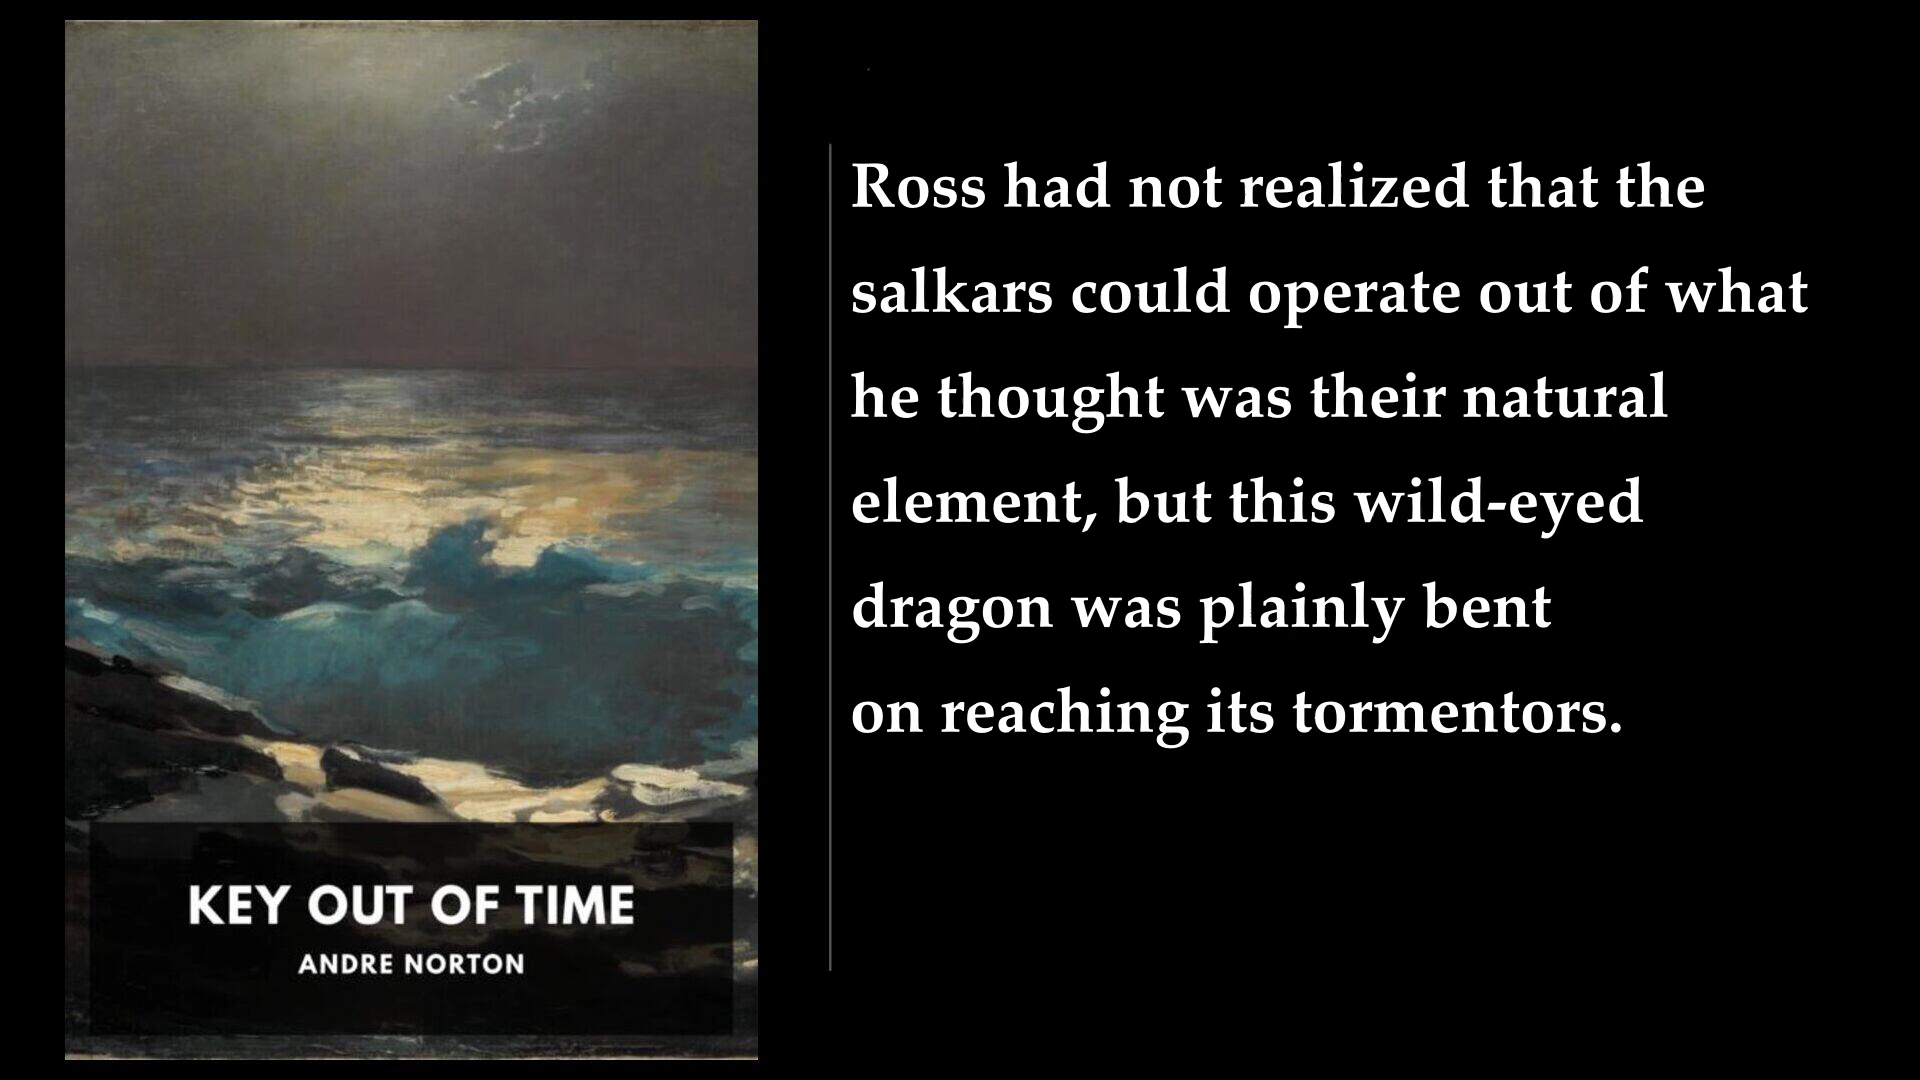 Ross had not realized that the
salkars could operate out of what
he thought was their natural
element, but this wild-eyed
dragon was plainly bent
on reaching its tormentors.
KEY OUT OF TIME
ANDRE NORTON